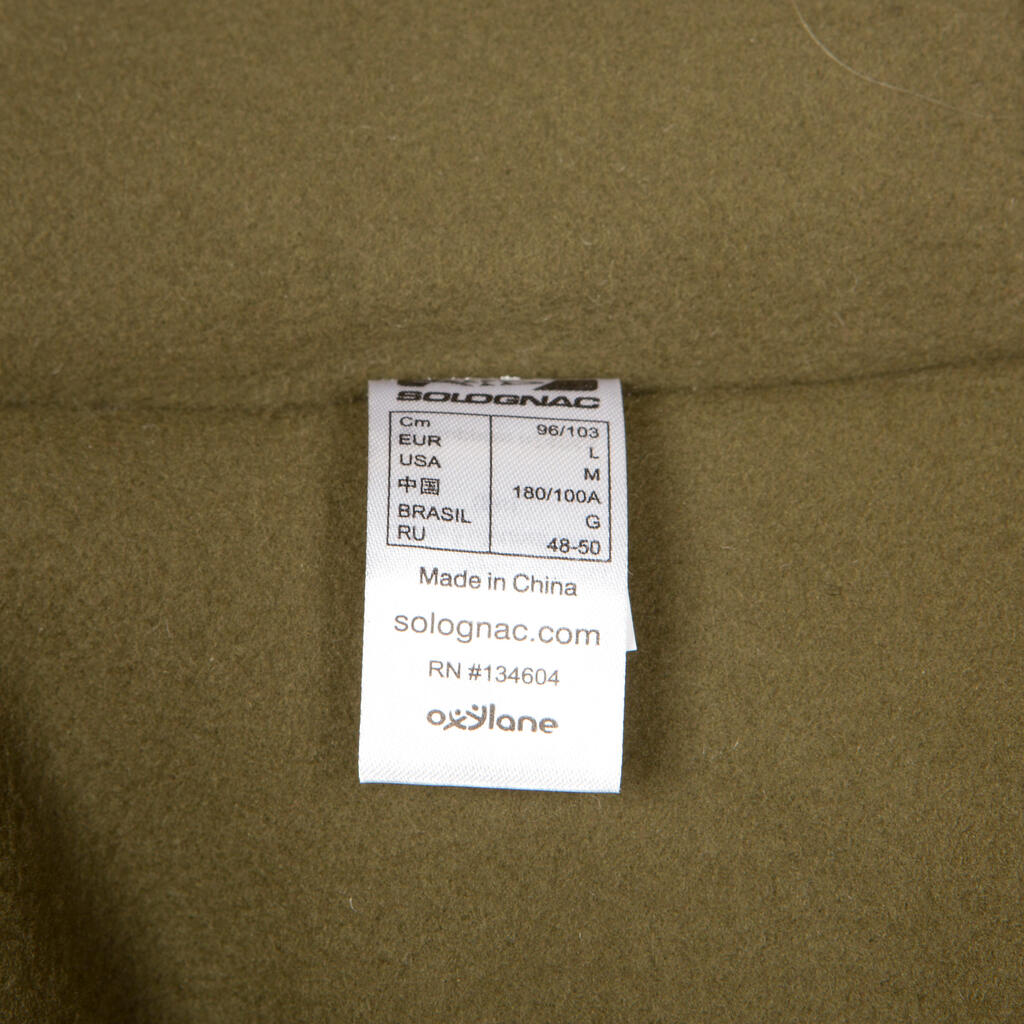 SOLOGNAC
Cm 96/103
EUR L
USA M
中国 180/100A
BRASIL G
RU 48-50
Made in China
solognac.com
RN #134604
oxylane